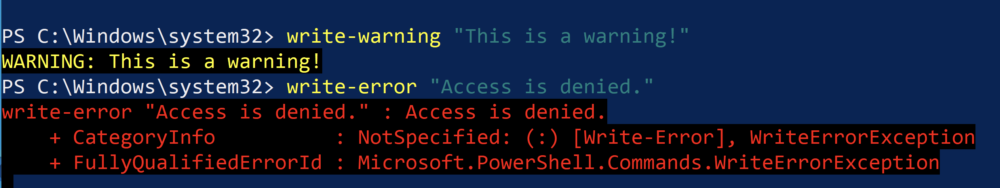 PS C:\Windows\system32> write-warning "This is a warning!"
WARNING: This is a warning!
PS C:\Windows\system32> write-error "Access is denied."
write-error "Access is denied." : Access is denied.
    + CategoryInfo          : NotSpecified: (:) [Write-Error], WriteErrorException
    + FullyQualifiedErrorId : Microsoft.PowerShell.Commands.WriteErrorException